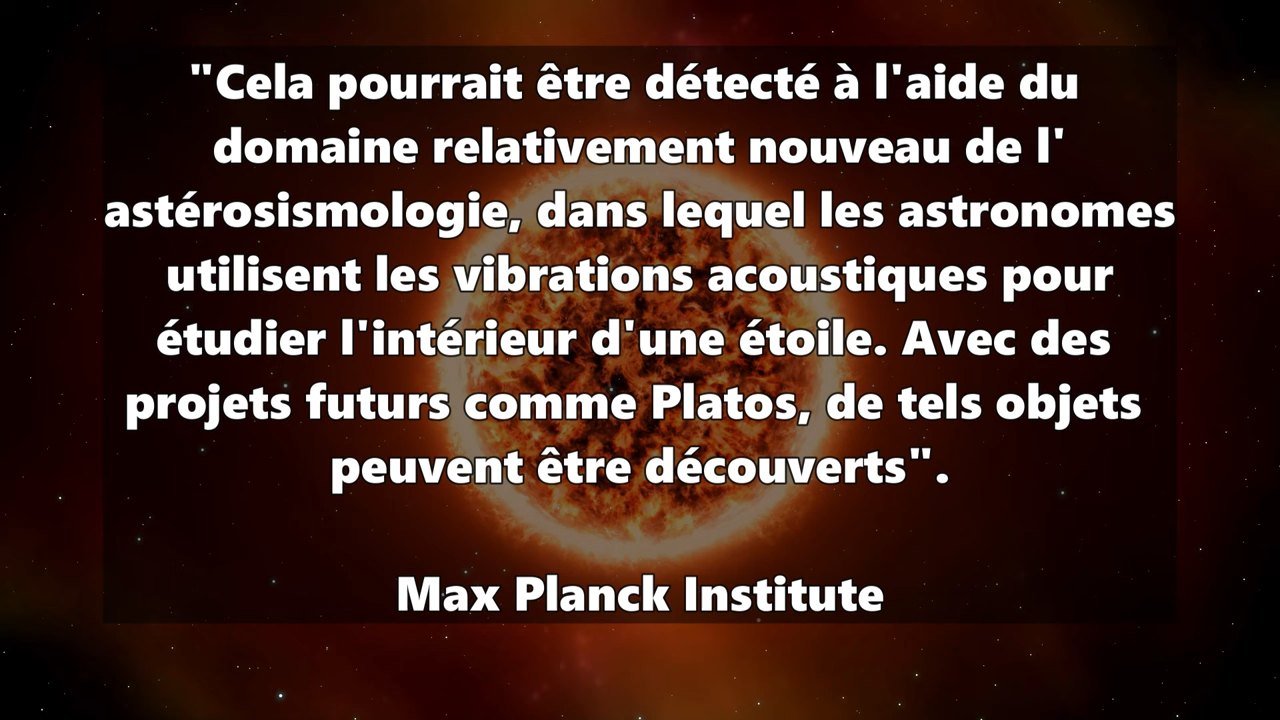 "Cela pourrait être détecté à l'aide du
domaine relativement nouveau de l'
astérosismologie, dans lequel les astronomes
utilisent les vibrations acoustiques pour
étudier l'intérieur d'une étoile. Avec des
projets futurs comme Platos, de tels objets
peuvent être découverts".
Max Planck Institute